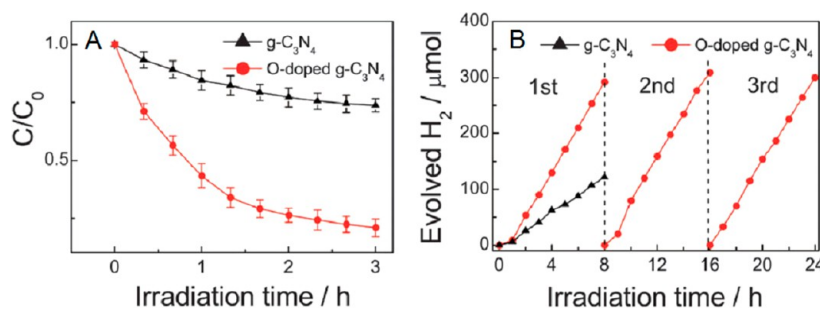 A
g-C₃N₄
O-doped g-C₃N₄
C/C₀
1.0
0.5
0
1
2
3
Irradiation time / h
B
g-C₃N₄
O-doped g-C₃N₄
1st
2nd
3rd
Evolved H₂ / μmol
400
300
200
100
0
0
4
8
12
16
20
24
Irradiation time / h